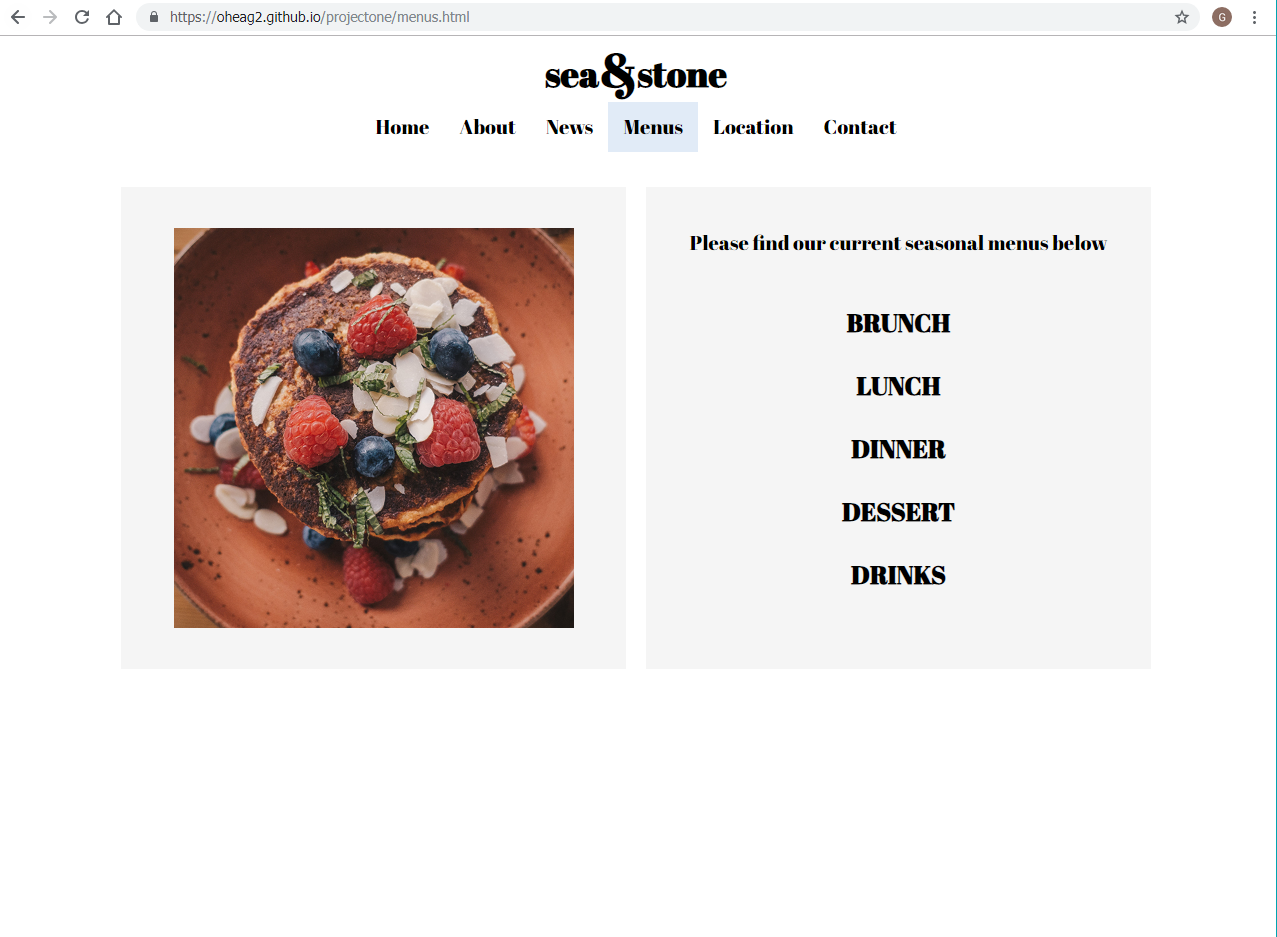 https://oheag2.github.io/projectone/menus.html
G
sea&stone
Home About News Menus Location Contact
Please find our current seasonal menus below
BRUNCH
LUNCH
DINNER
DESSERT
DRINKS